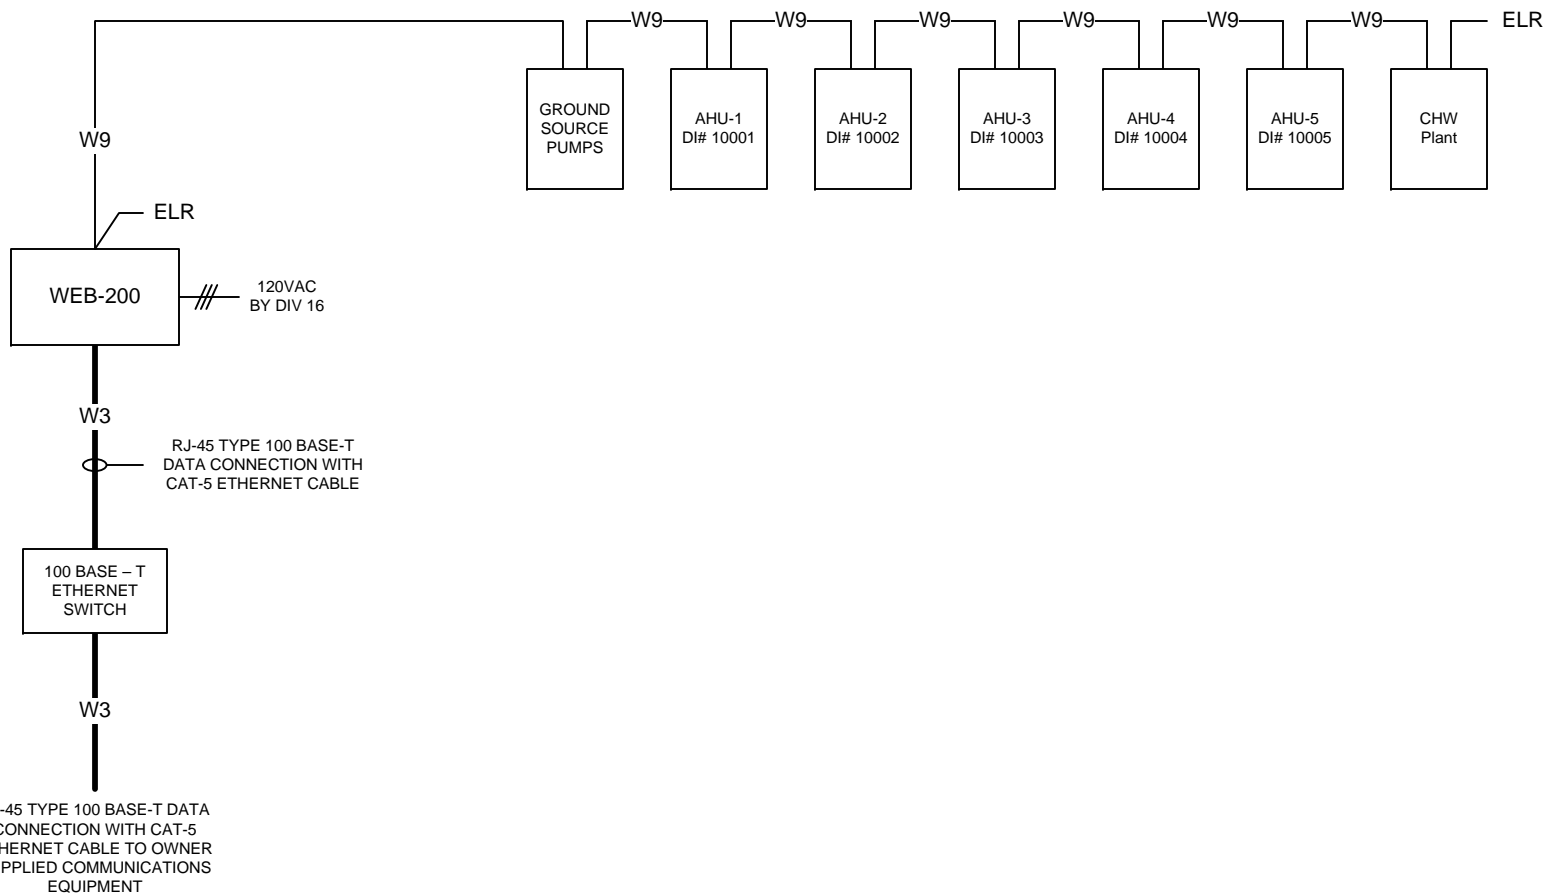 W9
W9
W9
W9
W9
W9
ELR
GROUND
SOURCE
PUMPS
AHU-1
DI# 10001
AHU-2
DI# 10002
AHU-3
DI# 10003
AHU-4
DI# 10004
AHU-5
DI# 10005
CHW
Plant
W9
ELR
WEB-200
120VAC
BY DIV 16
W3
RJ-45 TYPE 100 BASE-T
DATA CONNECTION WITH
CAT-5 ETHERNET CABLE
100 BASE – T
ETHERNET
SWITCH
W3
-45 TYPE 100 BASE-T DATA
CONNECTION WITH CAT-5
HERNET CABLE TO OWNER
PPLIED COMMUNICATIONS
EQUIPMENT